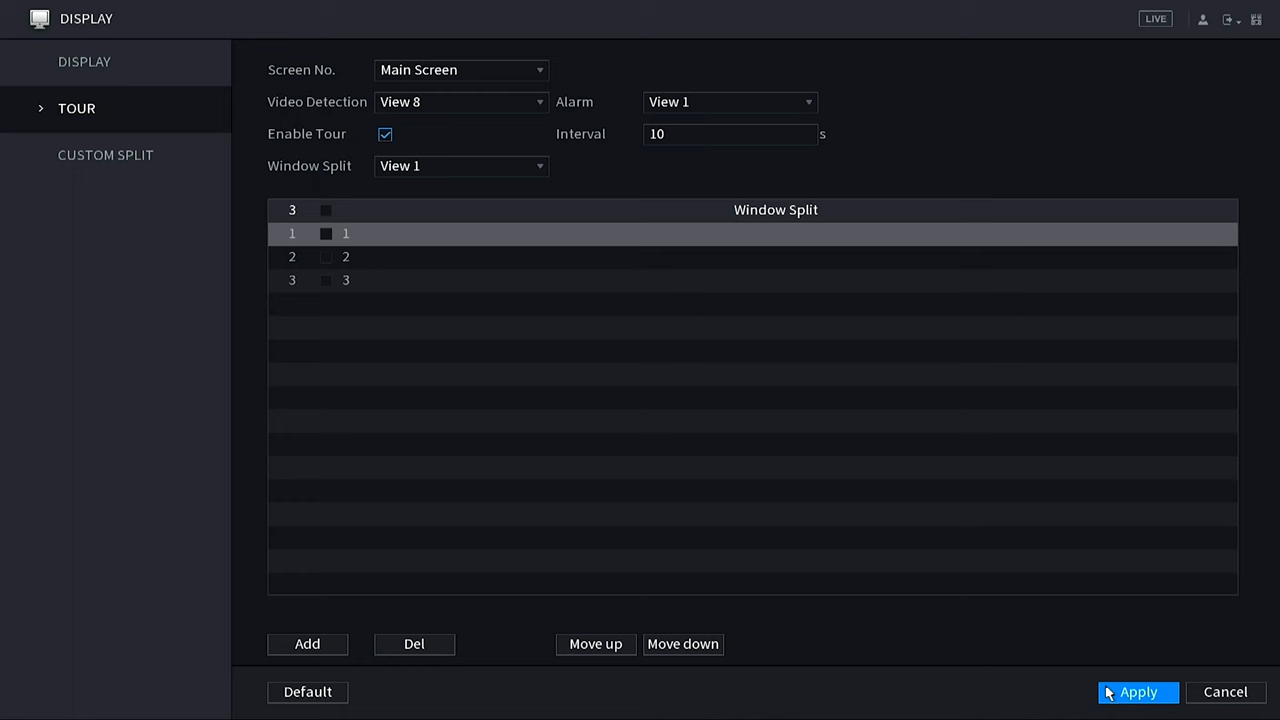 DISPLAY
LIVE
DISPLAY
TOUR
CUSTOM SPLIT
Screen No. Main Screen
Video Detection View 8 Alarm View 1
Enable Tour Interval 10 s
Window Split View 1
3 Window Split
1 1
2 2
3 3
Add Del Move up Move down
Default Apply Cancel